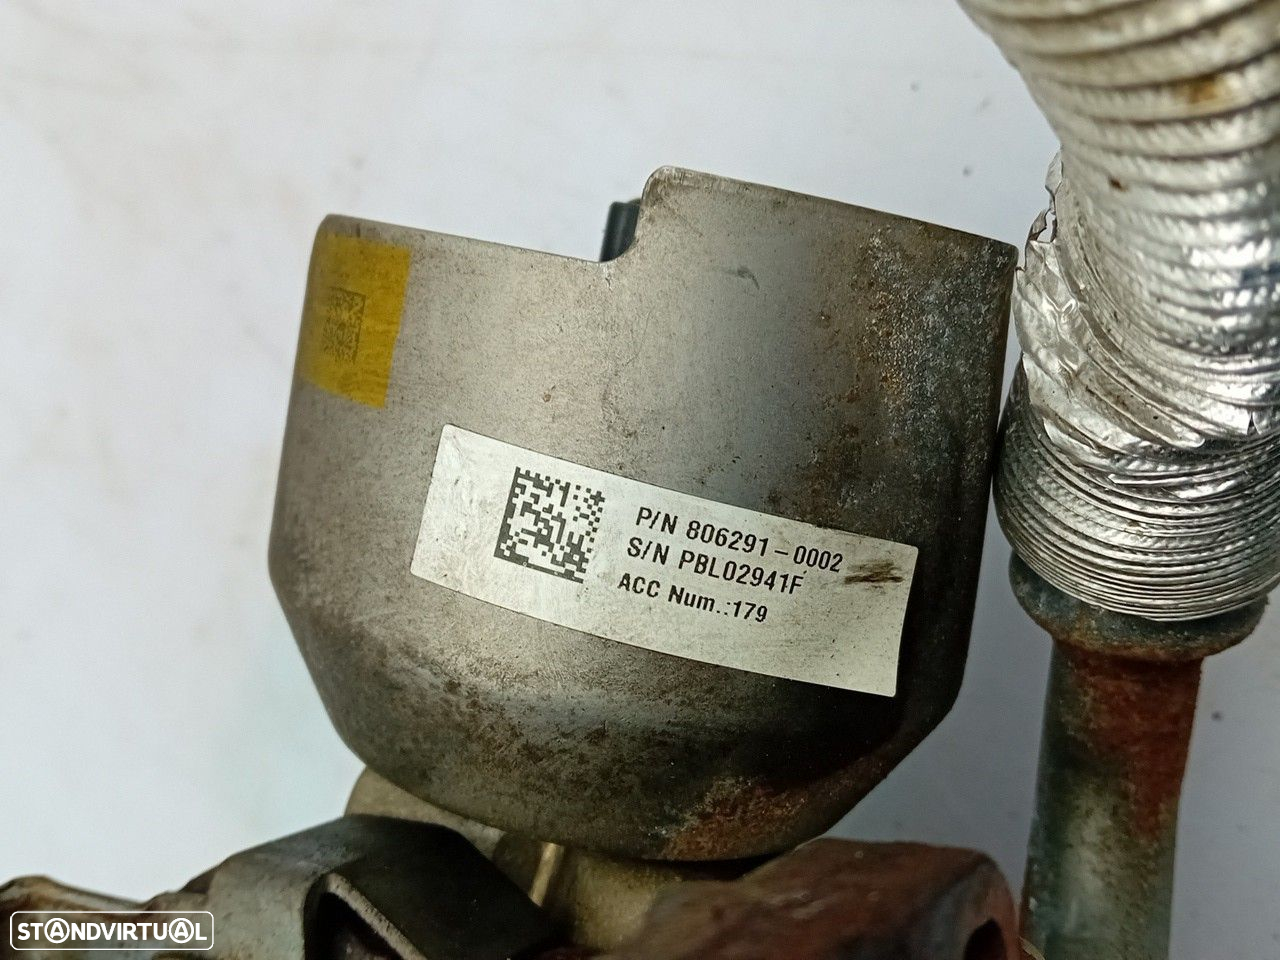 P/N 806291-0002
S/N PBL02941F
ACC Num.:179
STANDVIRTUAL